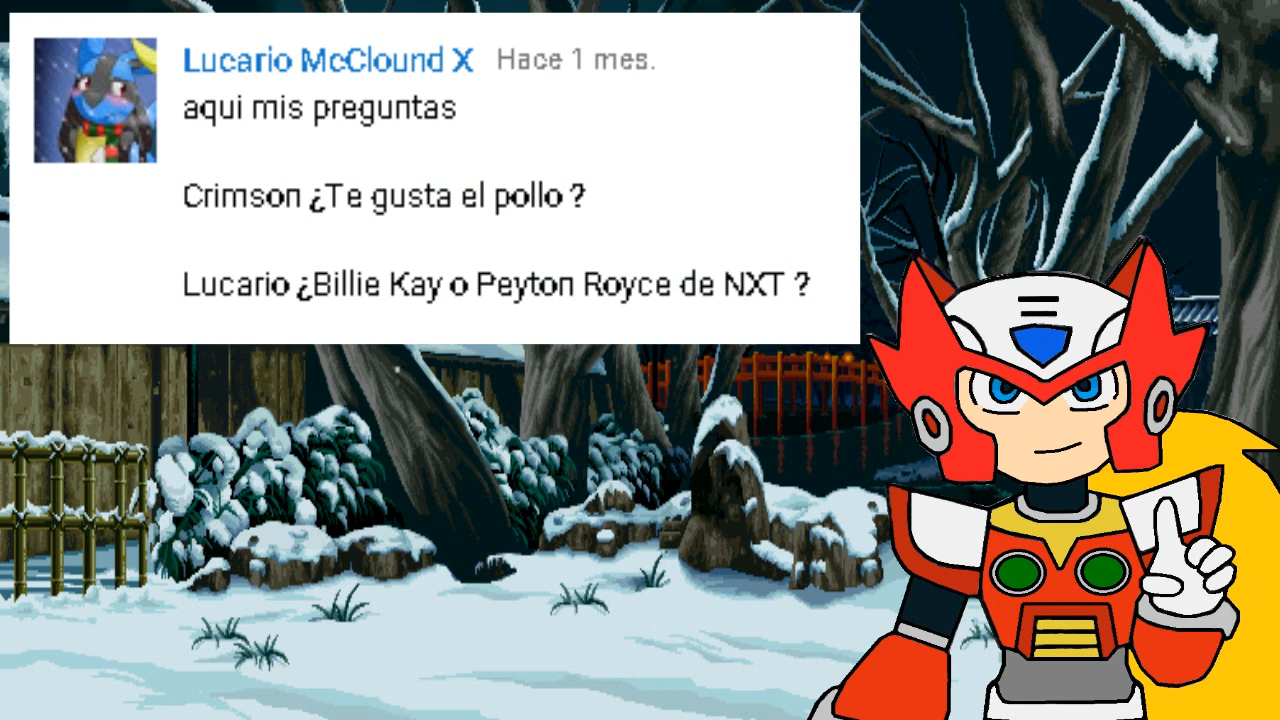 Lucario McClound X Hace 1 mes.
aqui mis preguntas
Crimson ¿Te gusta el pollo ?
Lucario ¿Billie Kay o Peyton Royce de NXT ?